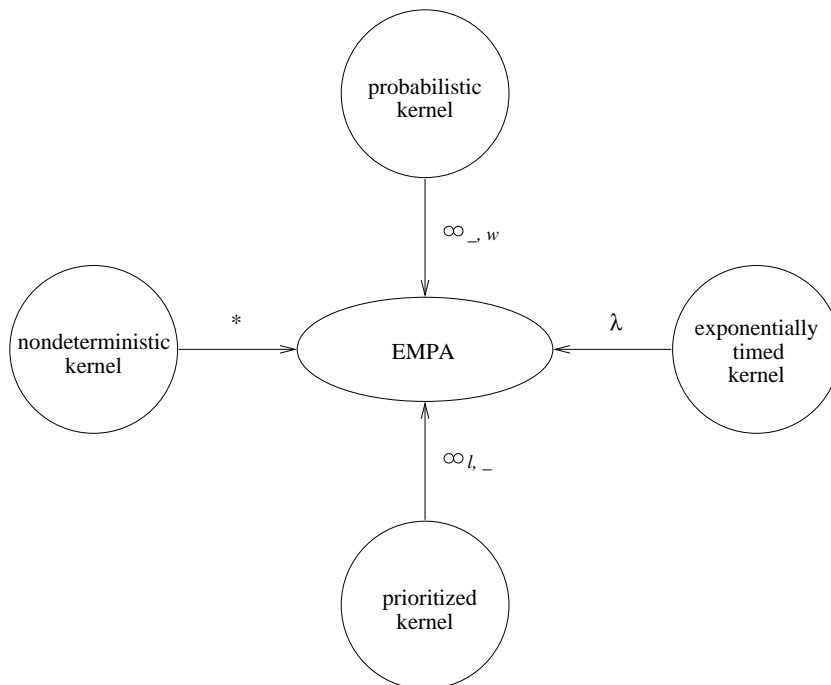 probabilistic
kernel
∞ _, w
nondeterministic
kernel
*
EMPA
λ
exponentially
timed
kernel
∞ l, _
prioritized
kernel